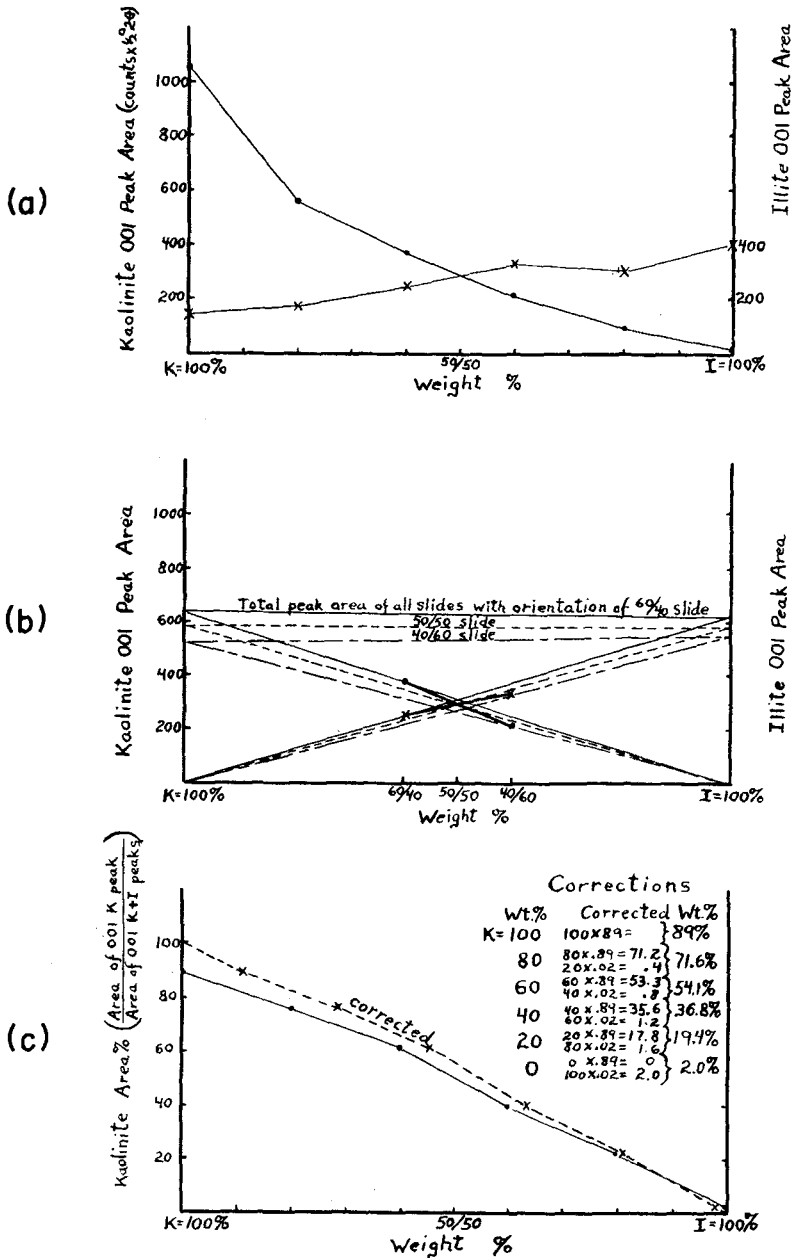 (a)
Kaolinite 001 Peak Area (counts x ½°2θ)
1000
800
600
400
200
Illite 001 Peak Area
400
200
K=100%
50/50
I=100%
Weight %
(b)
Kaolinite 001 Peak Area
1000
800
600
400
200
Total peak area of all slides with orientation of 60/40 slide
50/50 slide
40/60 slide
Illite 001 Peak Area
K=100%
60/40
50/50
40/60
I=100%
Weight %
(c)
Kaolinite Area % (Area of 001 K peak
Area of 001 K+I peaks)
100
80
60
40
20
corrected
Corrections
Wt.% Corrected Wt.%
K=100 100x89= } 89%
80 80x.89=71.2
20x.02= .4 } 71.6%
60 60x.89=53.3
40x.02= .8 } 54.1%
40 40x.89=35.6
60x.02= 1.2 } 36.8%
20 20x.89=17.8
80x.02= 1.6 } 19.4%
0 0x.89= 0
100x.02= 2.0 } 2.0%
K=100%
50/50
I=100%
Weight %